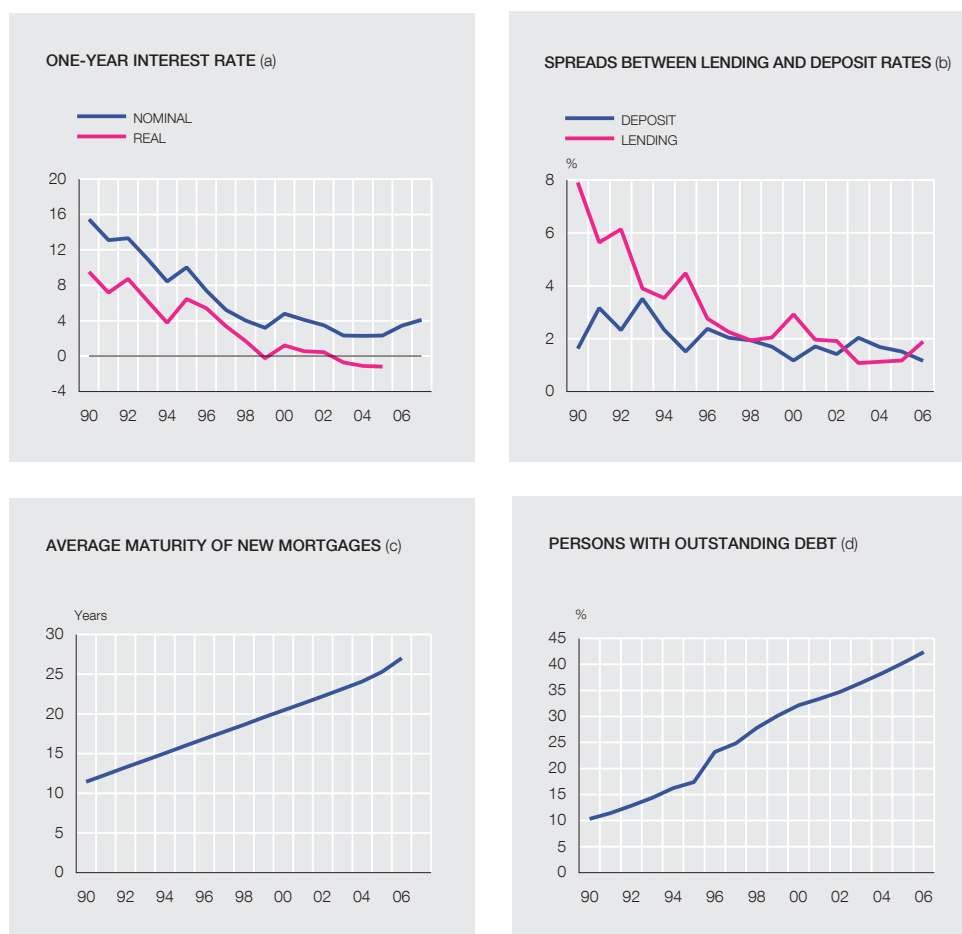 ONE-YEAR INTEREST RATE (a)
NOMINAL
REAL
20
16
12
8
4
0
-4
90 92 94 96 98 00 02 04 06
SPREADS BETWEEN LENDING AND DEPOSIT RATES (b)
DEPOSIT
LENDING
%
8
6
4
2
0
90 92 94 96 98 00 02 04 06
AVERAGE MATURITY OF NEW MORTGAGES (c)
Years
30
25
20
15
10
5
0
90 92 94 96 98 00 02 04 06
PERSONS WITH OUTSTANDING DEBT (d)
%
45
40
35
30
25
20
15
10
5
0
90 92 94 96 98 00 02 04 06